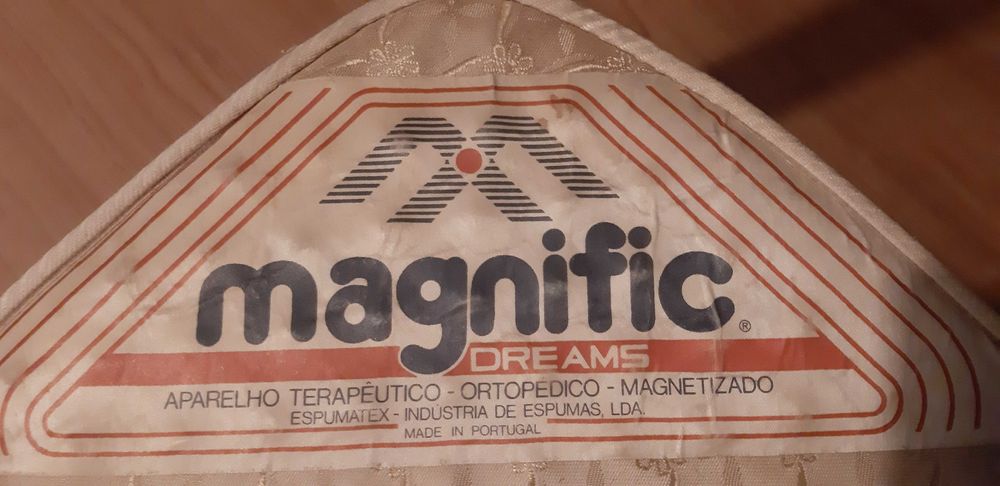 magnific®
DREAMS
APARELHO TERAPÊUTICO - ORTOPÉDICO - MAGNETIZADO
ESPUMATEX - INDÚSTRIA DE ESPUMAS, LDA.
MADE IN PORTUGAL